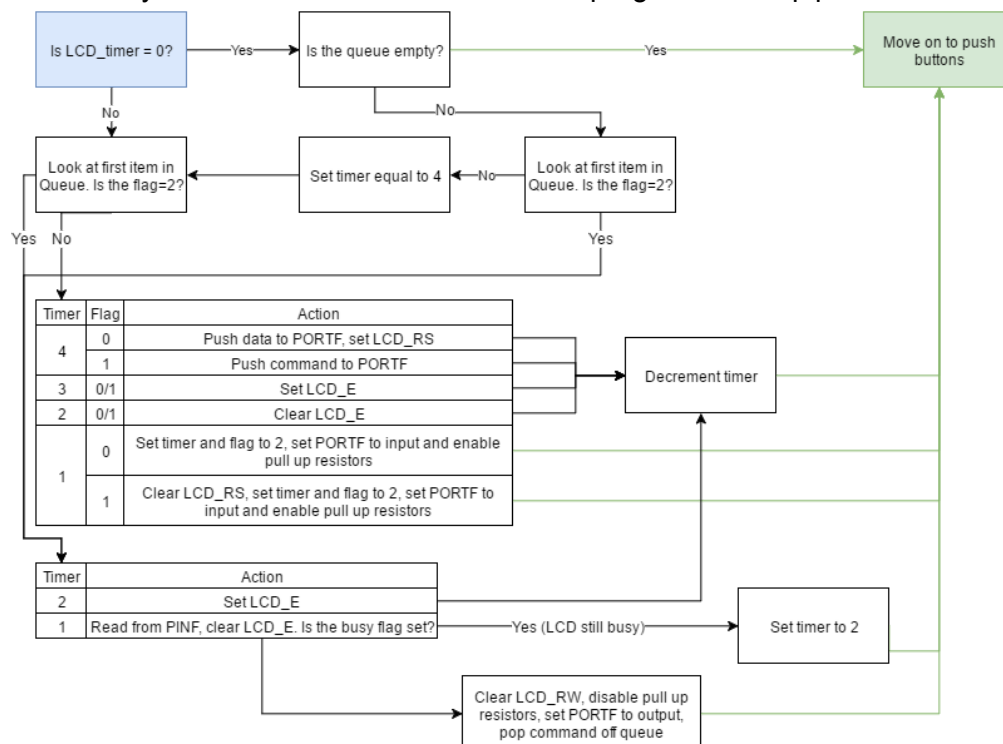 Is LCD_timer = 0?
Yes
Is the queue empty?
Yes
Move on to push
buttons
No
No
Look at first item in
Queue. Is the flag=2?
Set timer equal to 4
No
Look at first item in
Queue. Is the flag=2?
Yes
No
Yes
Timer
Flag
Action
4
0
Push data to PORTF, set LCD_RS
1
Push command to PORTF
3
0/1
Set LCD_E
2
0/1
Clear LCD_E
Decrement timer
1
0
Set timer and flag to 2, set PORTF to input and enable
pull up resistors
1
Clear LCD_RS, set timer and flag to 2, set PORTF to
input and enable pull up resistors
Timer
Action
2
Set LCD_E
1
Read from PINF, clear LCD_E. Is the busy flag set?
Yes (LCD still busy)
Set timer to 2
Clear LCD_RW, disable pull up
resistors, set PORTF to output,
pop command off queue